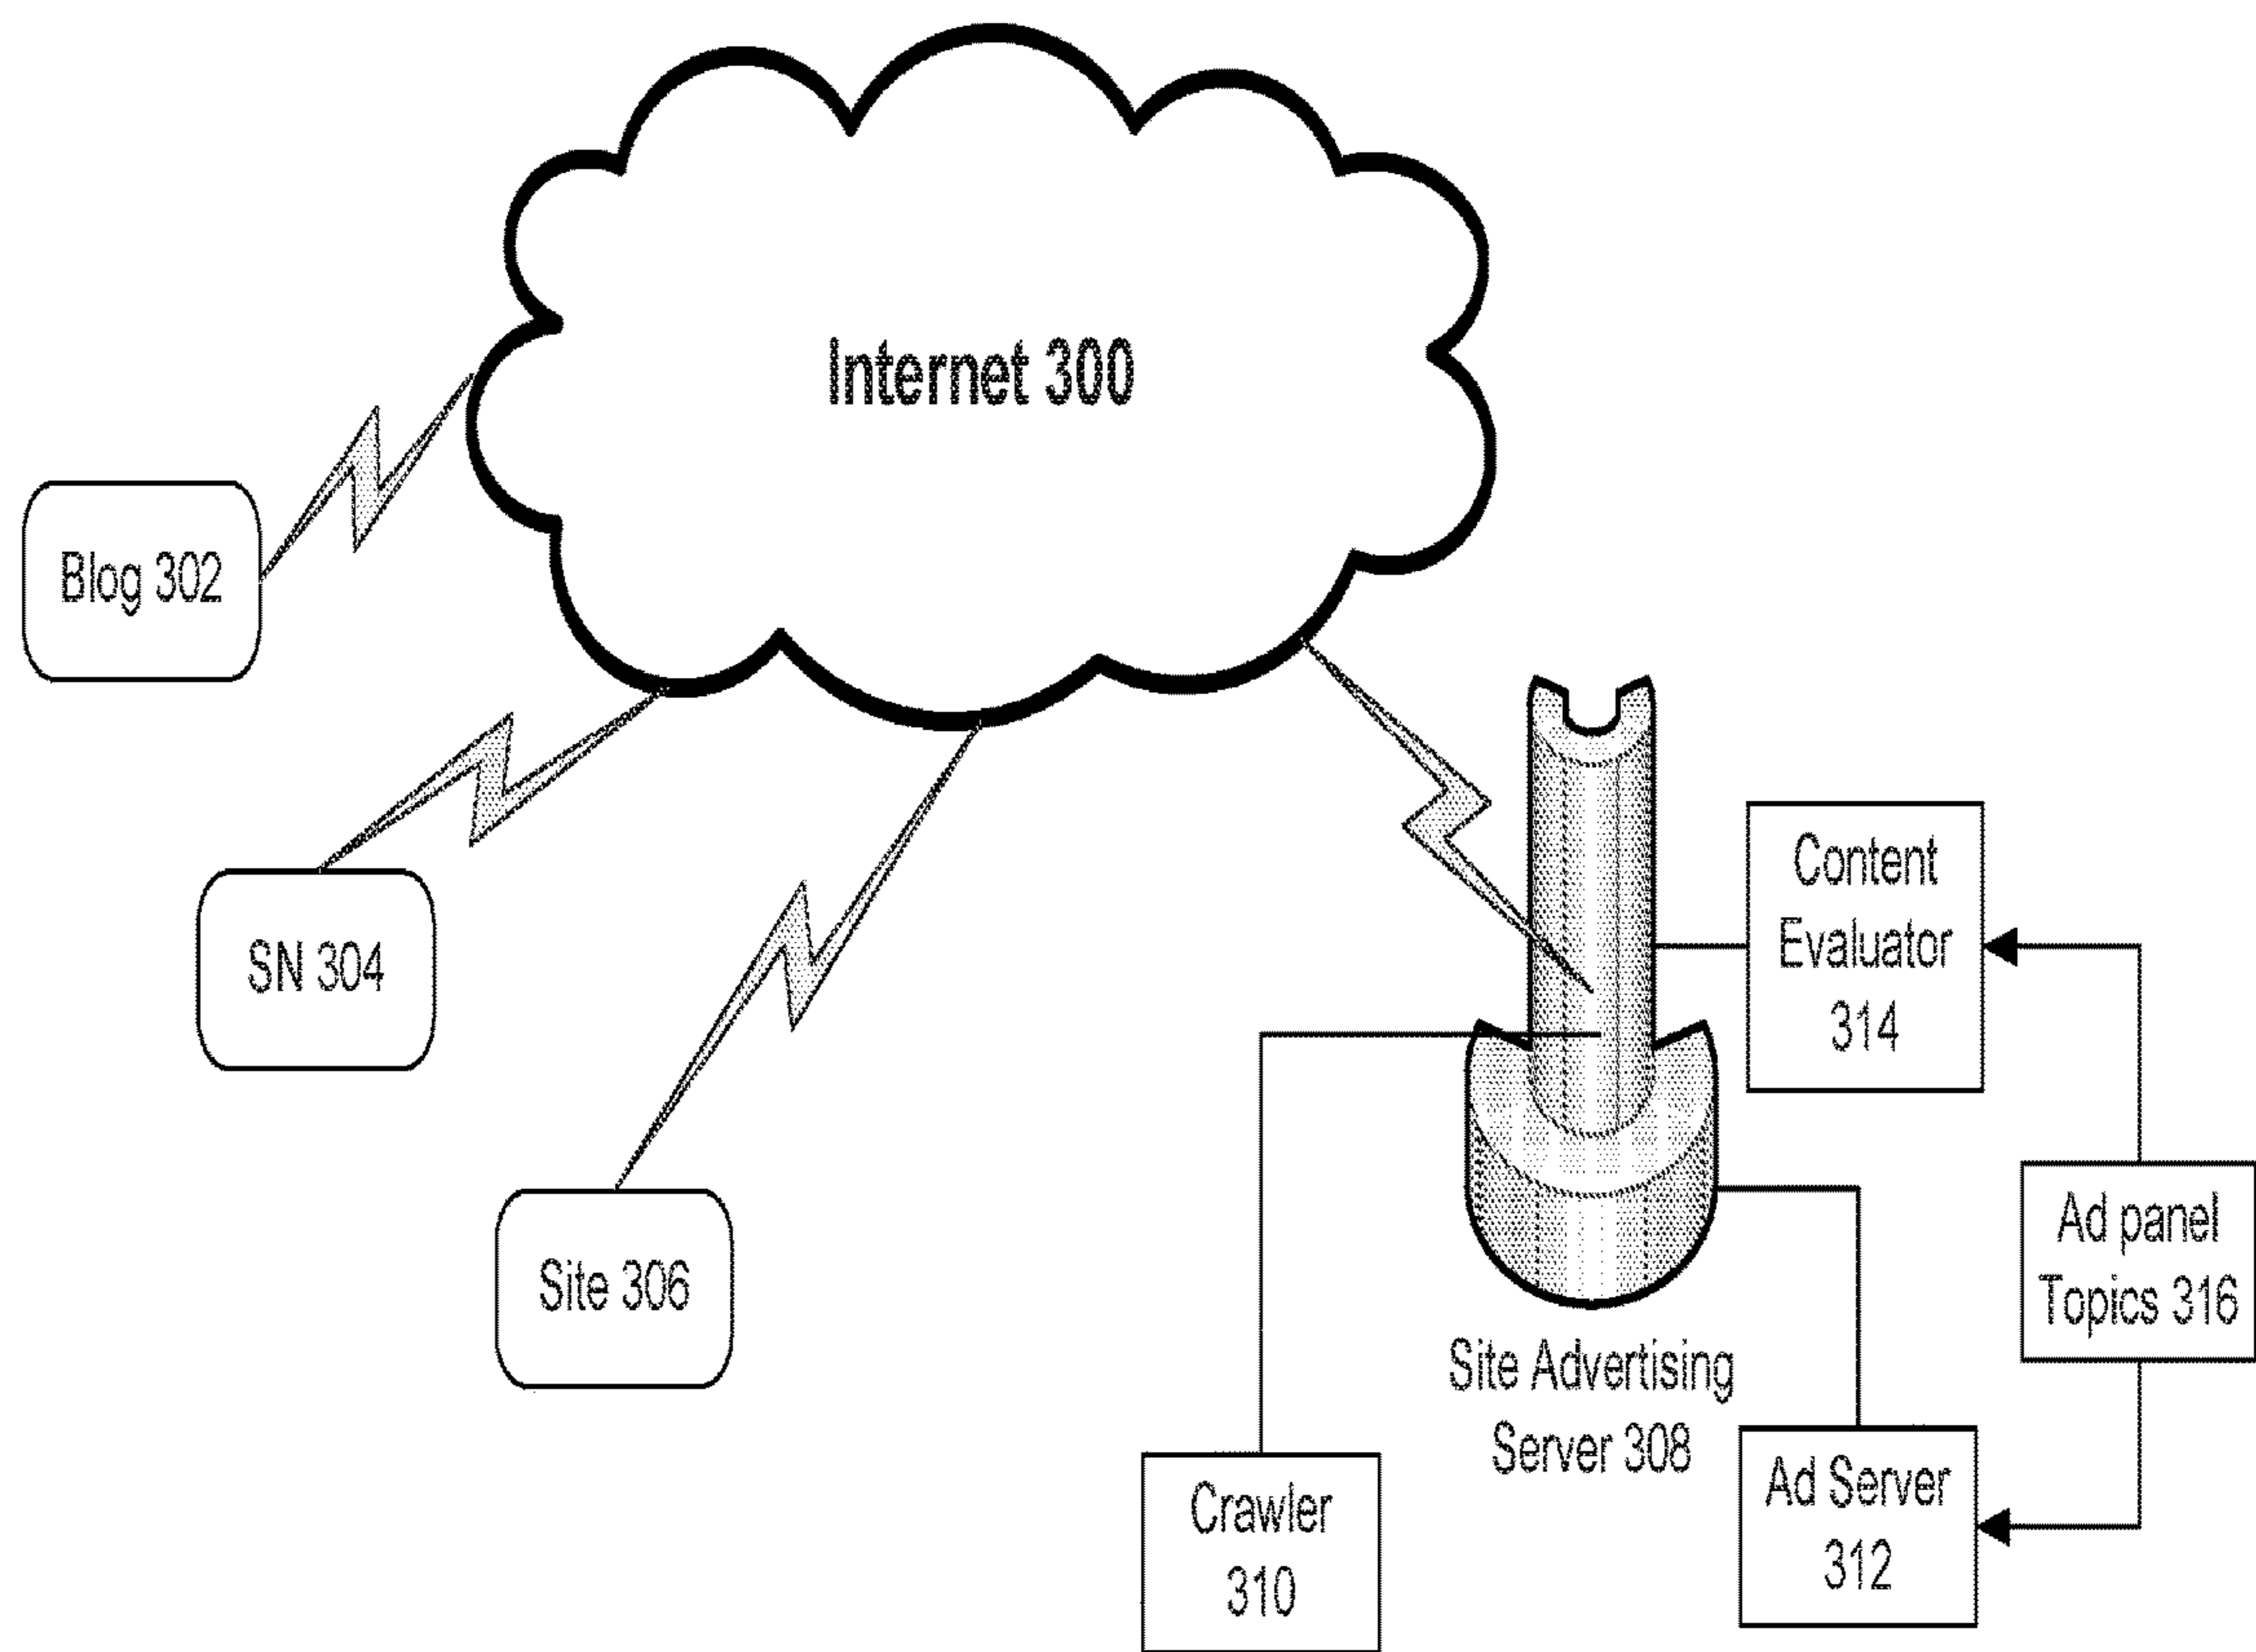 Internet 300
Blog 302
SN 304
Site 306
Content
Evaluator
314
Ad panel
Topics 316
Site Advertising
Server 308
Ad Server
312
Crawler
310